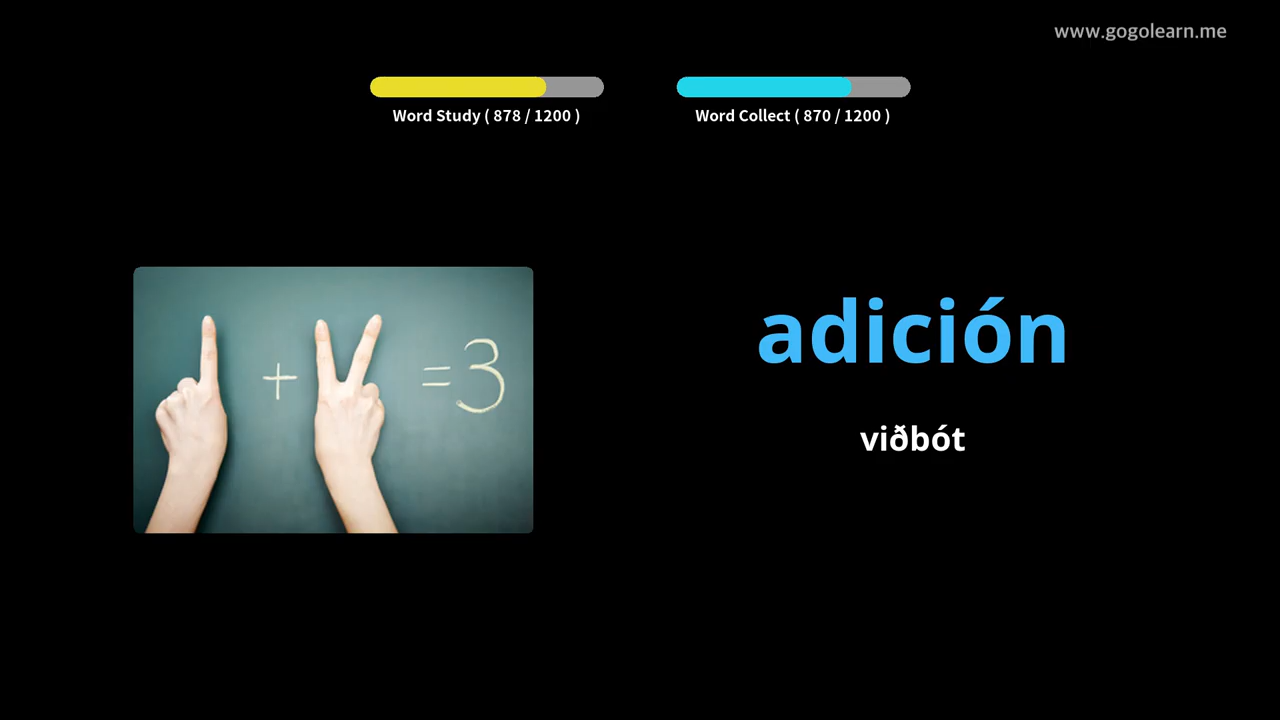 www.gogolearn.me
Word Study ( 878 / 1200 )
Word Collect ( 870 / 1200 )
+ = 3
adición
viðbót